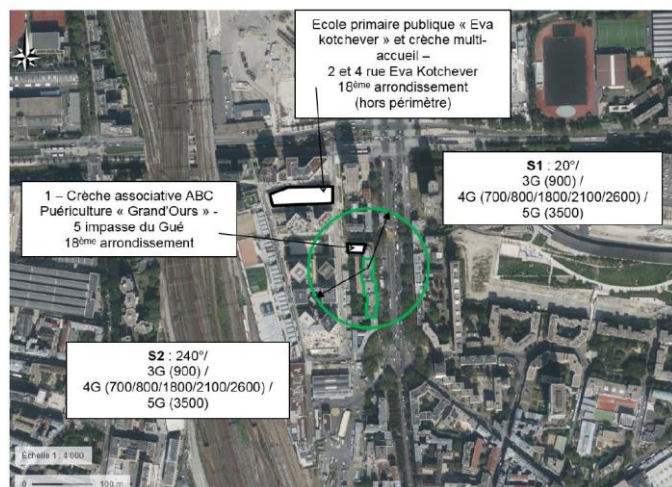 Ecole primaire publique « Eva
kotchever » et crèche multi-
accueil –
2 et 4 rue Eva Kotchever
18ème arrondissement
(hors périmètre)
S1 : 20°/
3G (900) /
4G (700/800/1800/2100/2600) /
5G (3500)
1 – Crèche associative ABC
Puériculture « Grand'Ours » -
5 impasse du Gué
18ème arrondissement
S2 : 240°/
3G (900) /
4G (700/800/1800/2100/2600) /
5G (3500)
Échelle 1 : 4 000
0 100 m